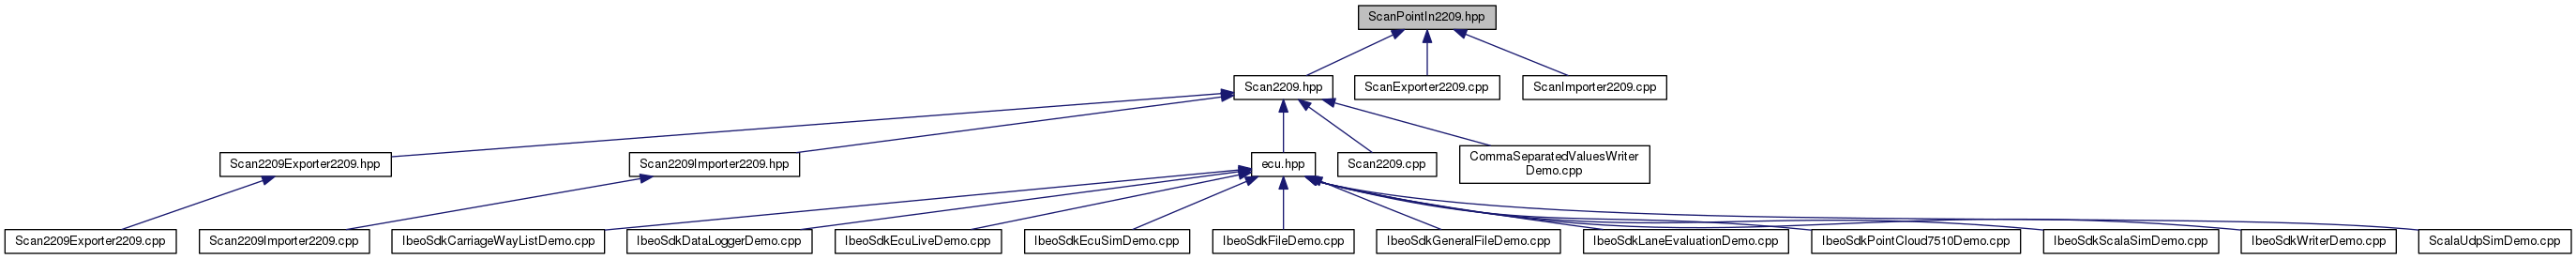 ScanPointIn2209.hpp
Scan2209.hpp
ScanExporter2209.cpp
ScanImporter2209.cpp
Scan2209Exporter2209.hpp
Scan2209Importer2209.hpp
ecu.hpp
Scan2209.cpp
CommaSeparatedValuesWriter
Demo.cpp
Scan2209Exporter2209.cpp
Scan2209Importer2209.cpp
IbeoSdkCarriageWayListDemo.cpp
IbeoSdkDataLoggerDemo.cpp
IbeoSdkEcuLiveDemo.cpp
IbeoSdkEcuSimDemo.cpp
IbeoSdkFileDemo.cpp
IbeoSdkGeneralFileDemo.cpp
IbeoSdkLaneEvaluationDemo.cpp
IbeoSdkPointCloud7510Demo.cpp
IbeoSdkScalaSimDemo.cpp
IbeoSdkWriterDemo.cpp
ScalaUdpSimDemo.cpp